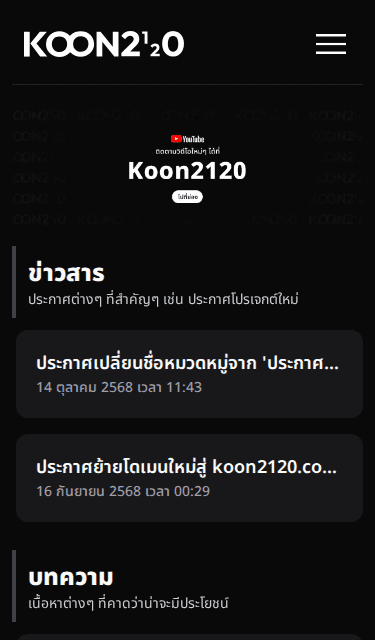 KOON2120
YouTube
ติดตามวิดีโอใหม่ๆ ได้ที่
Koon2120
ไปที่ช่อง
ข่าวสาร
ประกาศต่างๆ ที่สำคัญๆ เช่น ประกาศโปรเจกต์ใหม่
ประกาศเปลี่ยนชื่อหมวดหมู่จาก 'ประกาศ...
14 ตุลาคม 2568 เวลา 11:43
ประกาศย้ายโดเมนใหม่สู่ koon2120.co...
16 กันยายน 2568 เวลา 00:29
บทความ
เนื้อหาต่างๆ ที่คาดว่าน่าจะมีประโยชน์